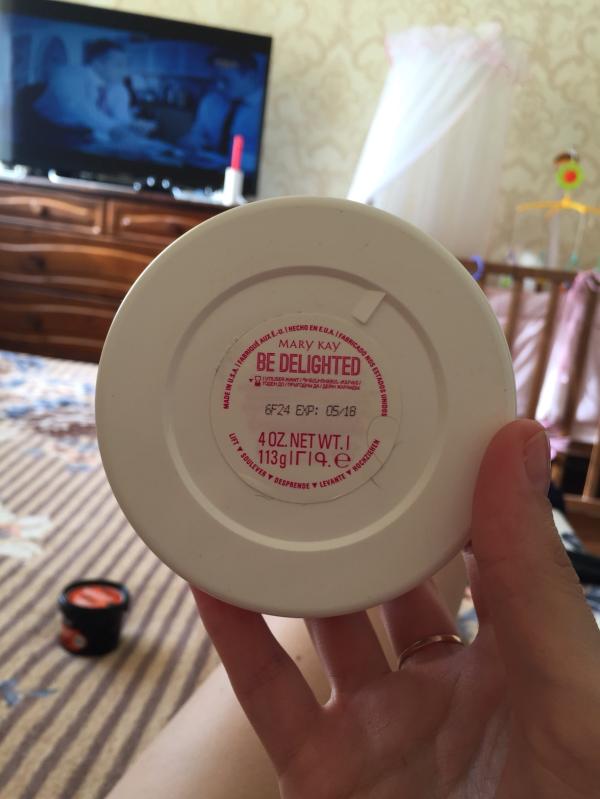 MADE IN U.S.A. | FABRIQUÉ AUX É.-U. | HECHO EN E.U.A. | FABRICADO NOS ESTADOS UNIDOS
MARY KAY
BE DELIGHTED
6F24 EXP: 05/18
4 OZ. NET WT. |
113g | Г | Գ. ℮
LIFT ▼ SOULEVER ▼ DESPRENDE ▼ LEVANTE ▼ HOCHZIEHEN